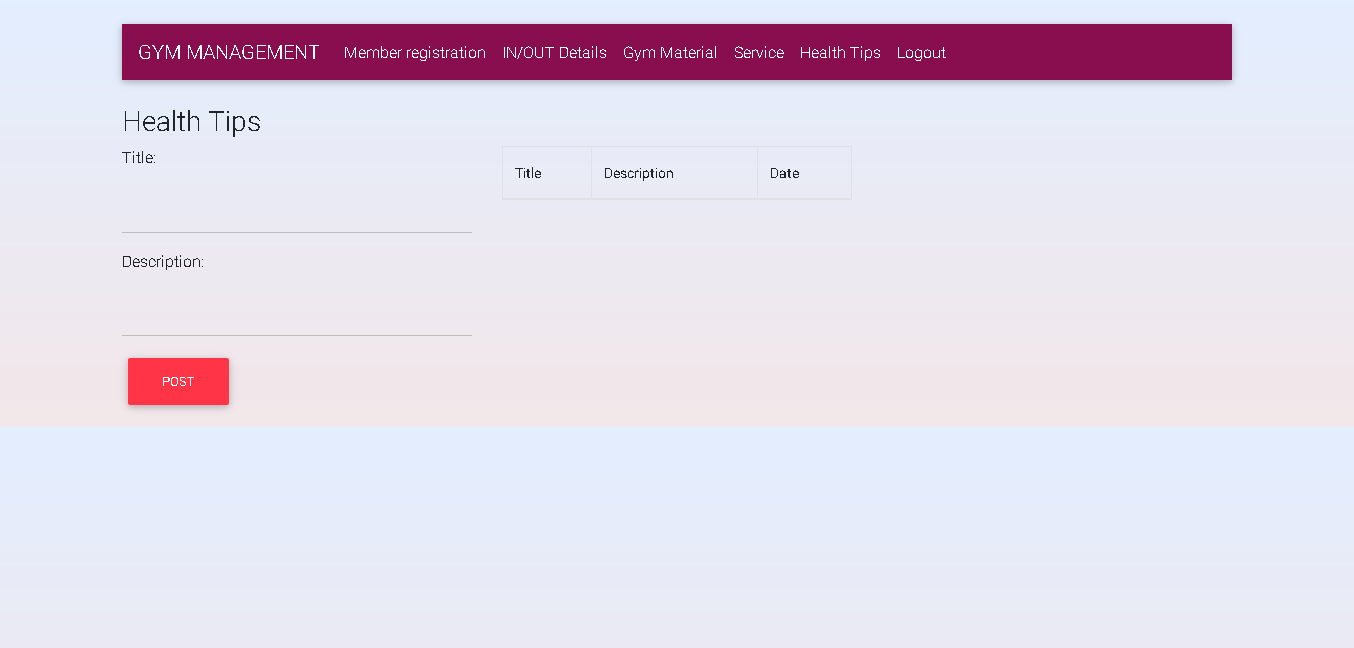 GYM MANAGEMENT Member registration IN/OUT Details Gym Material Service Health Tips Logout
Health Tips
Title:
Title Description Date
Description:
POST